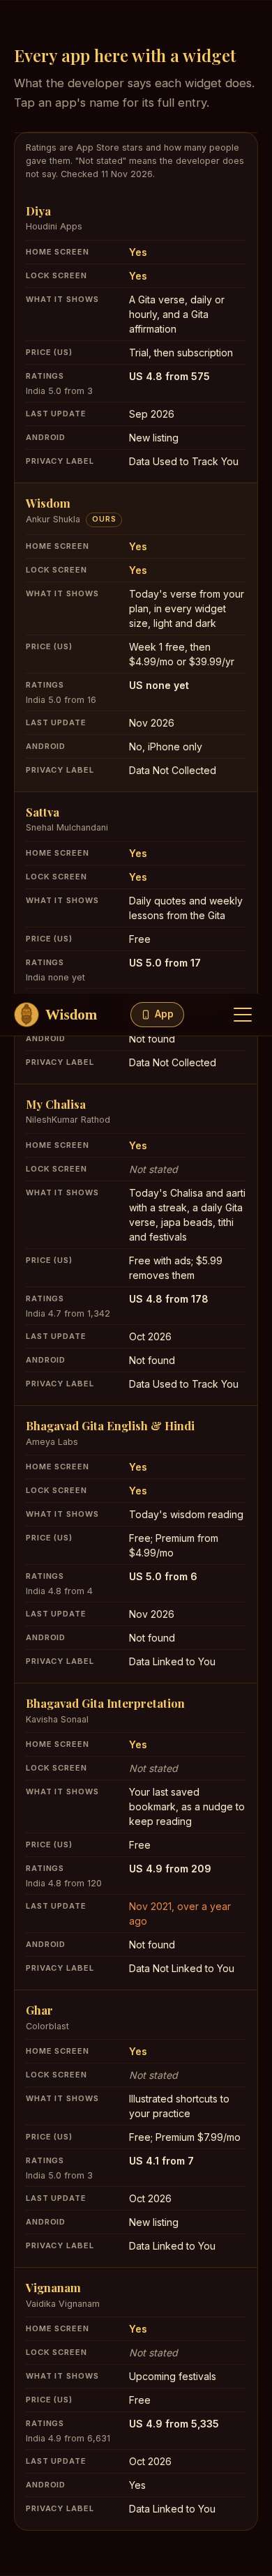 Every app here with a widget
What the developer says each widget does.
Tap an app's name for its full entry.
Ratings are App Store stars and how many people
gave them. "Not stated" means the developer does
not say. Checked 11 Nov 2026.
Diya
Houdini Apps
HOME SCREEN Yes
LOCK SCREEN Yes
WHAT IT SHOWS A Gita verse, daily or
hourly, and a Gita
affirmation
PRICE (US) Trial, then subscription
RATINGS US 4.8 from 575
India 5.0 from 3
LAST UPDATE Sep 2026
ANDROID New listing
PRIVACY LABEL Data Used to Track You
Wisdom
Ankur Shukla OURS
HOME SCREEN Yes
LOCK SCREEN Yes
WHAT IT SHOWS Today's verse from your
plan, in every widget
size, light and dark
PRICE (US) Week 1 free, then
$4.99/mo or $39.99/yr
RATINGS US none yet
India 5.0 from 16
LAST UPDATE Nov 2026
ANDROID No, iPhone only
PRIVACY LABEL Data Not Collected
Sattva
Snehal Mulchandani
HOME SCREEN Yes
LOCK SCREEN Yes
WHAT IT SHOWS Daily quotes and weekly
lessons from the Gita
PRICE (US) Free
RATINGS US 5.0 from 17
India none yet
Wisdom App
ANDROID Not found
PRIVACY LABEL Data Not Collected
My Chalisa
NileshKumar Rathod
HOME SCREEN Yes
LOCK SCREEN Not stated
WHAT IT SHOWS Today's Chalisa and aarti
with a streak, a daily Gita
verse, japa beads, tithi
and festivals
PRICE (US) Free with ads; $5.99
removes them
RATINGS US 4.8 from 178
India 4.7 from 1,342
LAST UPDATE Oct 2026
ANDROID Not found
PRIVACY LABEL Data Used to Track You
Bhagavad Gita English & Hindi
Ameya Labs
HOME SCREEN Yes
LOCK SCREEN Yes
WHAT IT SHOWS Today's wisdom reading
PRICE (US) Free; Premium from
$4.99/mo
RATINGS US 5.0 from 6
India 4.8 from 4
LAST UPDATE Nov 2026
ANDROID Not found
PRIVACY LABEL Data Linked to You
Bhagavad Gita Interpretation
Kavisha Sonaal
HOME SCREEN Yes
LOCK SCREEN Not stated
WHAT IT SHOWS Your last saved
bookmark, as a nudge to
keep reading
PRICE (US) Free
RATINGS US 4.9 from 209
India 4.8 from 120
LAST UPDATE Nov 2021, over a year
ago
ANDROID Not found
PRIVACY LABEL Data Not Linked to You
Ghar
Colorblast
HOME SCREEN Yes
LOCK SCREEN Not stated
WHAT IT SHOWS Illustrated shortcuts to
your practice
PRICE (US) Free; Premium $7.99/mo
RATINGS US 4.1 from 7
India 5.0 from 3
LAST UPDATE Oct 2026
ANDROID New listing
PRIVACY LABEL Data Linked to You
Vignanam
Vaidika Vignanam
HOME SCREEN Yes
LOCK SCREEN Not stated
WHAT IT SHOWS Upcoming festivals
PRICE (US) Free
RATINGS US 4.9 from 5,335
India 4.9 from 6,631
LAST UPDATE Oct 2026
ANDROID Yes
PRIVACY LABEL Data Linked to You